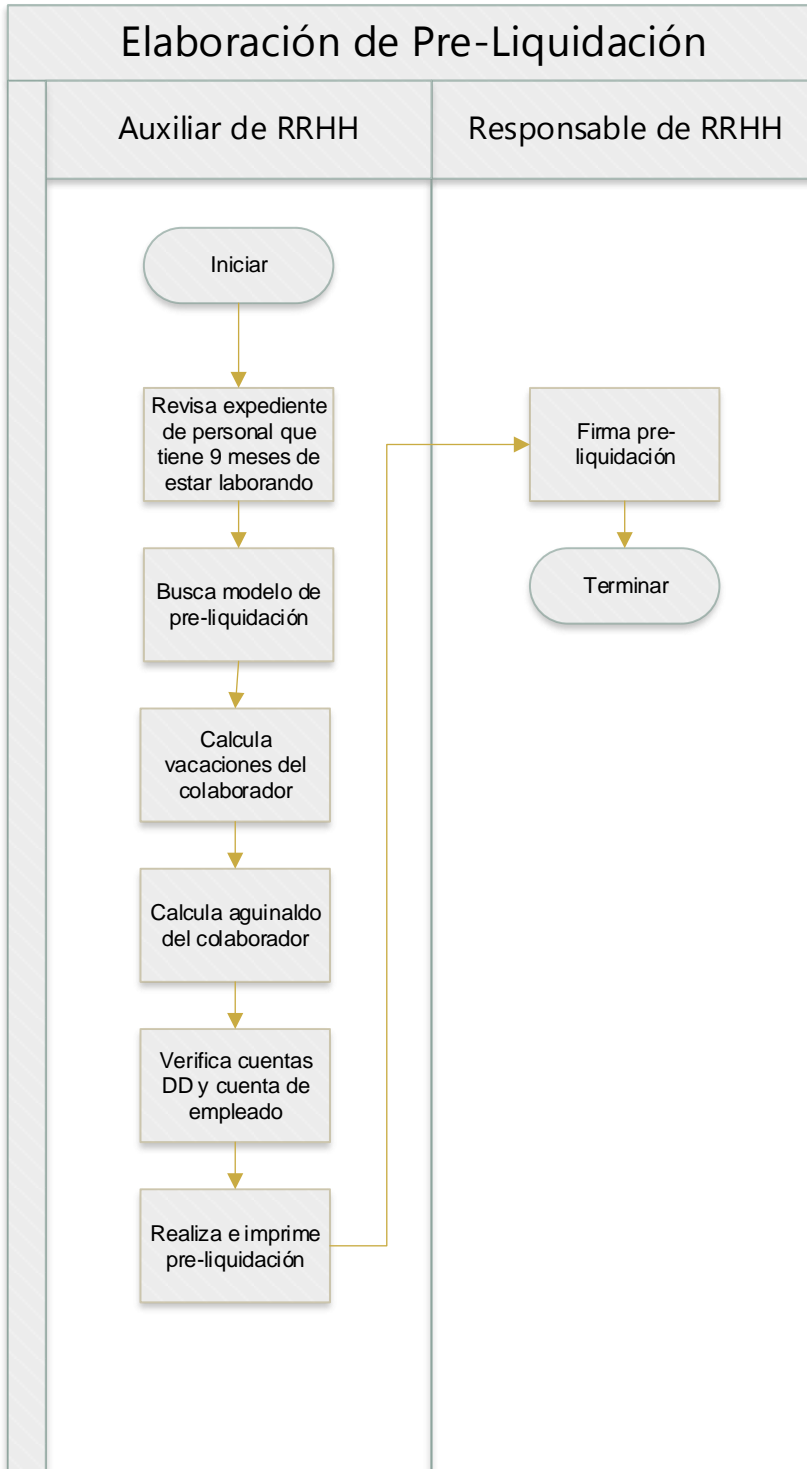 Elaboración de Pre-Liquidación
Auxiliar de RRHH
Responsable de RRHH
Iniciar
Revisa expediente
de personal que
tiene 9 meses de
estar laborando
Busca modelo de
pre-liquidación
Calcula
vacaciones del
colaborador
Calcula aguinaldo
del colaborador
Verifica cuentas
DD y cuenta de
empleado
Realiza e imprime
pre-liquidación
Firma pre-
liquidación
Terminar